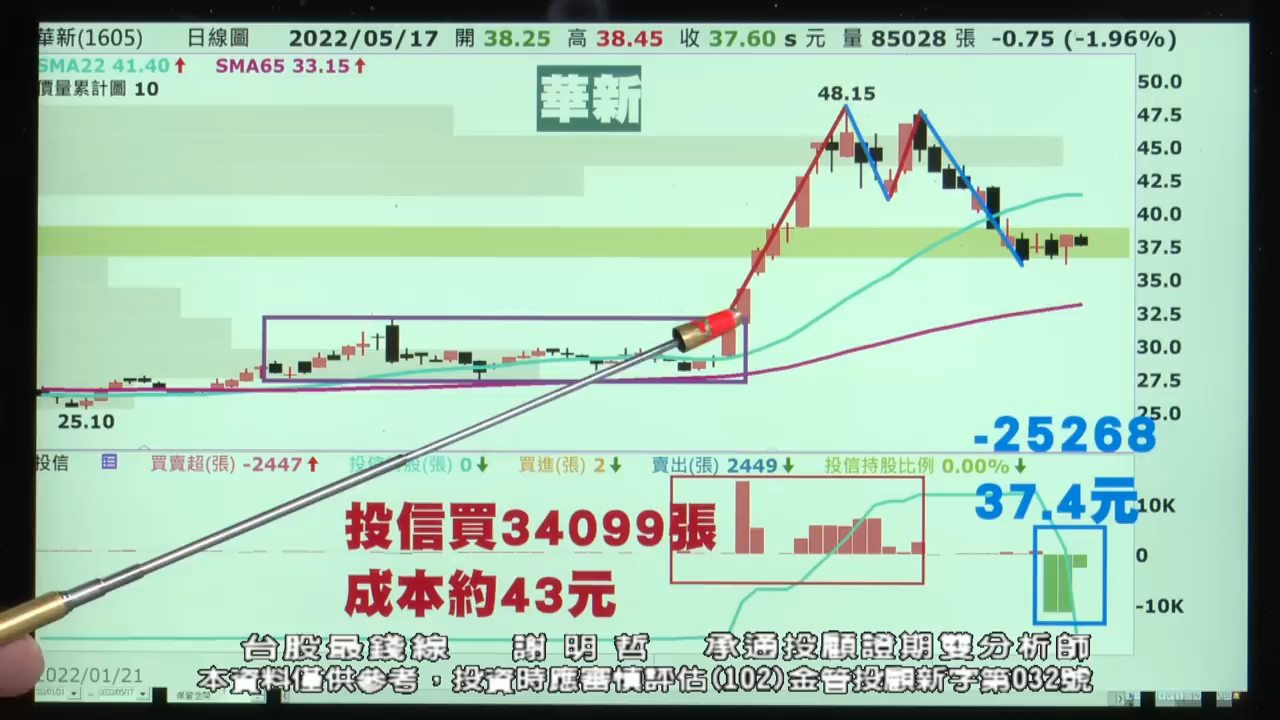 華新(1605) 日線圖 2022/05/17 開 38.25 高 38.45 收 37.60 s 元 量 85028 張 -0.75 (-1.96%)
SMA22 41.40 SMA65 33.15
價量累計圖 10
華新
48.15
50.0
47.5
45.0
42.5
40.0
37.5
35.0
32.5
30.0
27.5
25.0
25.10
-25268
投信 買賣超(張) -2447 投信持股(張) 0 買進(張) 2 賣出(張) 2449 投信持股比例 0.00%
37.4元
10K
投信買34099張
0
成本約43元
-10K
台股最錢線 謝明哲 承通投顧證期雙分析師
2022/01/21
本資料僅供參考，投資時應審慎評估(102)金管投顧新字第032號